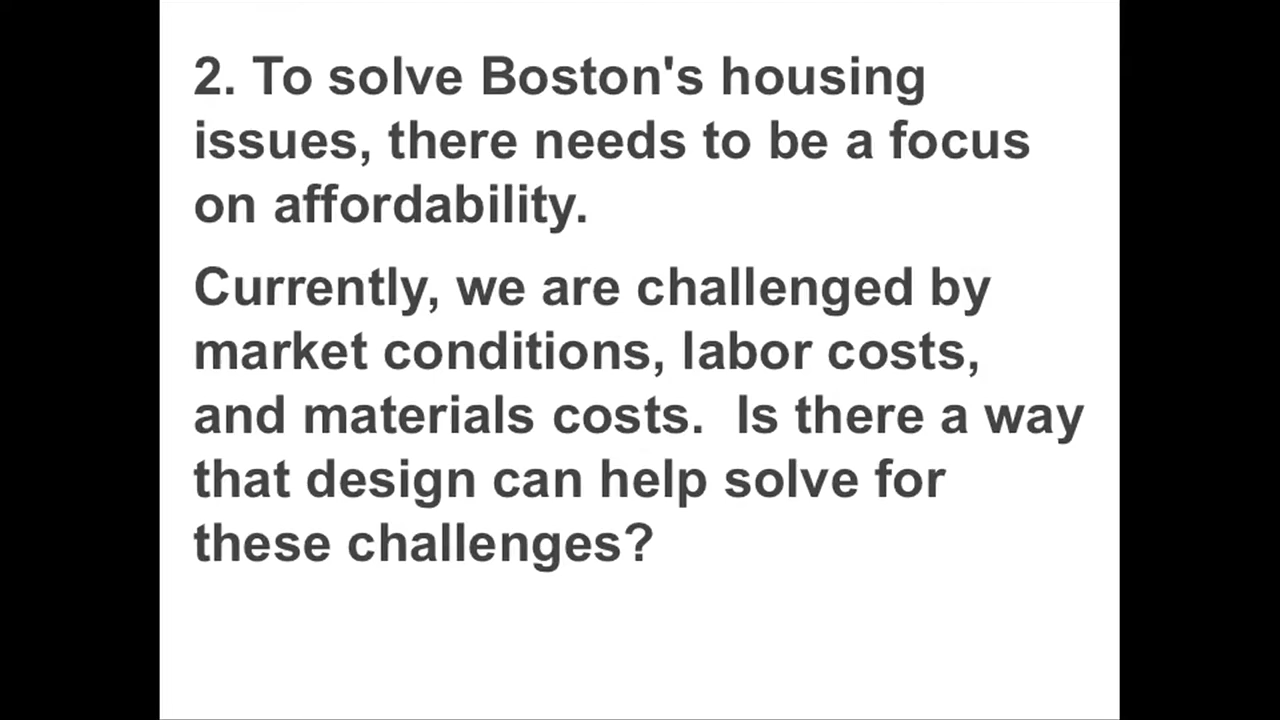 2. To solve Boston's housing
issues, there needs to be a focus
on affordability.
Currently, we are challenged by
market conditions, labor costs,
and materials costs.  Is there a way
that design can help solve for
these challenges?